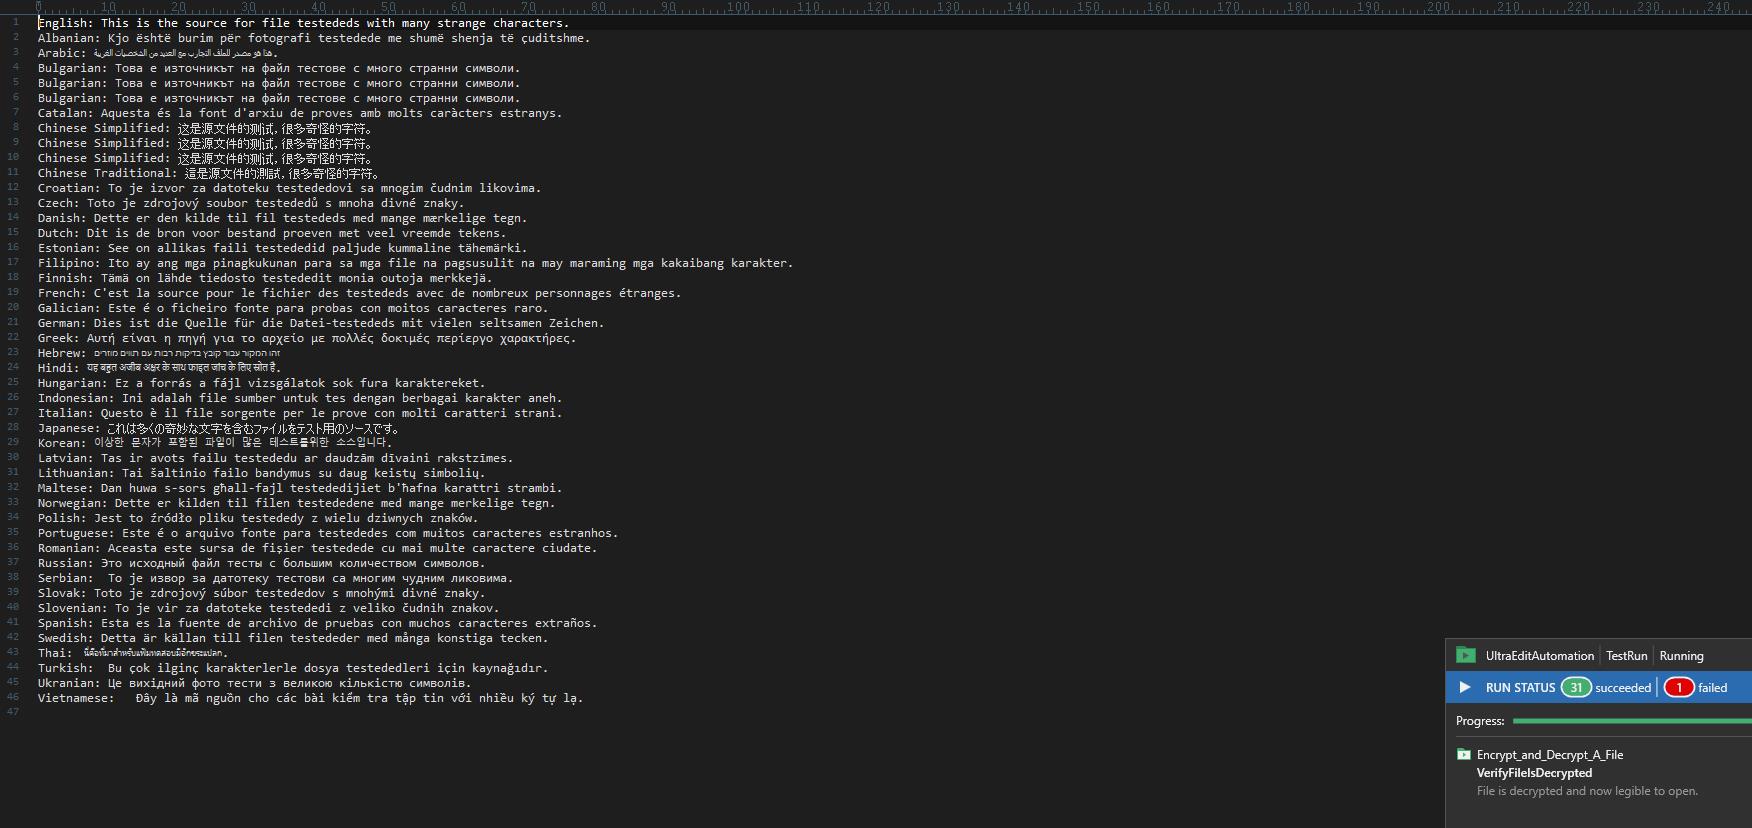 0 10 20 30 40 50 60 70 80 90 100 110 120 130 140 150 160 170 180 190 200 210 220 230 240
1 English: This is the source for file testededs with many strange characters.
2 Albanian: Kjo është burim për fotografi testedede me shumë shenja të çuditshme.
3 Arabic: هذا هو مصدر للملف التجارب مع العديد من الشخصيات الغريبة.
4 Bulgarian: Това е източникът на файл тестове с много странни символи.
5 Bulgarian: Това е източникът на файл тестове с много странни символи.
6 Bulgarian: Това е източникът на файл тестове с много странни символи.
7 Catalan: Aquesta és la font d'arxiu de proves amb molts caràcters estranys.
8 Chinese Simplified: 这是源文件的测试，很多奇怪的字符。
9 Chinese Simplified: 这是源文件的测试，很多奇怪的字符。
10 Chinese Simplified: 这是源文件的测试，很多奇怪的字符。
11 Chinese Traditional: 這是源文件的測試，很多奇怪的字符。
12 Croatian: To je izvor za datoteku testededovi sa mnogim čudnim likovima.
13 Czech: Toto je zdrojový soubor testededů s mnoha divné znaky.
14 Danish: Dette er den kilde til fil testededs med mange mærkelige tegn.
15 Dutch: Dit is de bron voor bestand proeven met veel vreemde tekens.
16 Estonian: See on allikas faili testededid paljude kummaline tähemärki.
17 Filipino: Ito ay ang mga pinagkukunan para sa mga file na pagsusulit na may maraming mga kakaibang karakter.
18 Finnish: Tämä on lähde tiedosto testededit monia outoja merkkejä.
19 French: C'est la source pour le fichier des testededs avec de nombreux personnages étranges.
20 Galician: Este é o ficheiro fonte para probas con moitos caracteres raro.
21 German: Dies ist die Quelle für die Datei-testededs mit vielen seltsamen Zeichen.
22 Greek: Αυτή είναι η πηγή για το αρχείο με πολλές δοκιμές περίεργο χαρακτήρες.
23 Hebrew: זהו המקור עבור קובץ בדיקות רבות עם תווים מוזרים
24 Hindi: यह बहुत अजीब अक्षर के साथ फ़ाइल जांच के लिए स्रोत है.
25 Hungarian: Ez a forrás a fájl vizsgálatok sok fura karaktereket.
26 Indonesian: Ini adalah file sumber untuk tes dengan berbagai karakter aneh.
27 Italian: Questo è il file sorgente per le prove con molti caratteri strani.
28 Japanese: これは多くの奇妙な文字を含むファイルをテスト用のソースです。
29 Korean: 이상한 문자가 포함된 파일이 많은 테스트를위한 소스입니다.
30 Latvian: Tas ir avots failu testededu ar daudzām dīvaini rakstzīmes.
31 Lithuanian: Tai šaltinio failo bandymus su daug keistų simbolių.
32 Maltese: Dan huwa s-sors għall-fajl testededijiet b'ħafna karattri strambi.
33 Norwegian: Dette er kilden til filen testededene med mange merkelige tegn.
34 Polish: Jest to źródło pliku testededy z wielu dziwnych znaków.
35 Portuguese: Este é o arquivo fonte para testededes com muitos caracteres estranhos.
36 Romanian: Aceasta este sursa de fişier testedede cu mai multe caractere ciudate.
37 Russian: Это исходный файл тесты с большим количеством символов.
38 Serbian:  То је извор за датотеку тестови са многим чудним ликовима.
39 Slovak: Toto je zdrojový súbor testededov s mnohými divné znaky.
40 Slovenian: To je vir za datoteke testededi z veliko čudnih znakov.
41 Spanish: Esta es la fuente de archivo de pruebas con muchos caracteres extraños.
42 Swedish: Detta är källan till filen testededer med många konstiga tecken.
43 Thai:  นี้คือที่มาสำหรับแฟ้มทดสอบมีอักขระแปลก.
44 Turkish:  Bu çok ilginç karakterlerle dosya testededleri için kaynağıdır.
45 Ukranian: Це вихідний фото тести з великою кількістю символів.
46 Vietnamese:   Đây là mã nguồn cho các bài kiểm tra tập tin với nhiều ký tự lạ.
47
UltraEditAutomation TestRun Running
RUN STATUS 31 succeeded 1 failed
Progress:
Encrypt_and_Decrypt_A_File
VerifyFileIsDecrypted
File is decrypted and now legible to open.